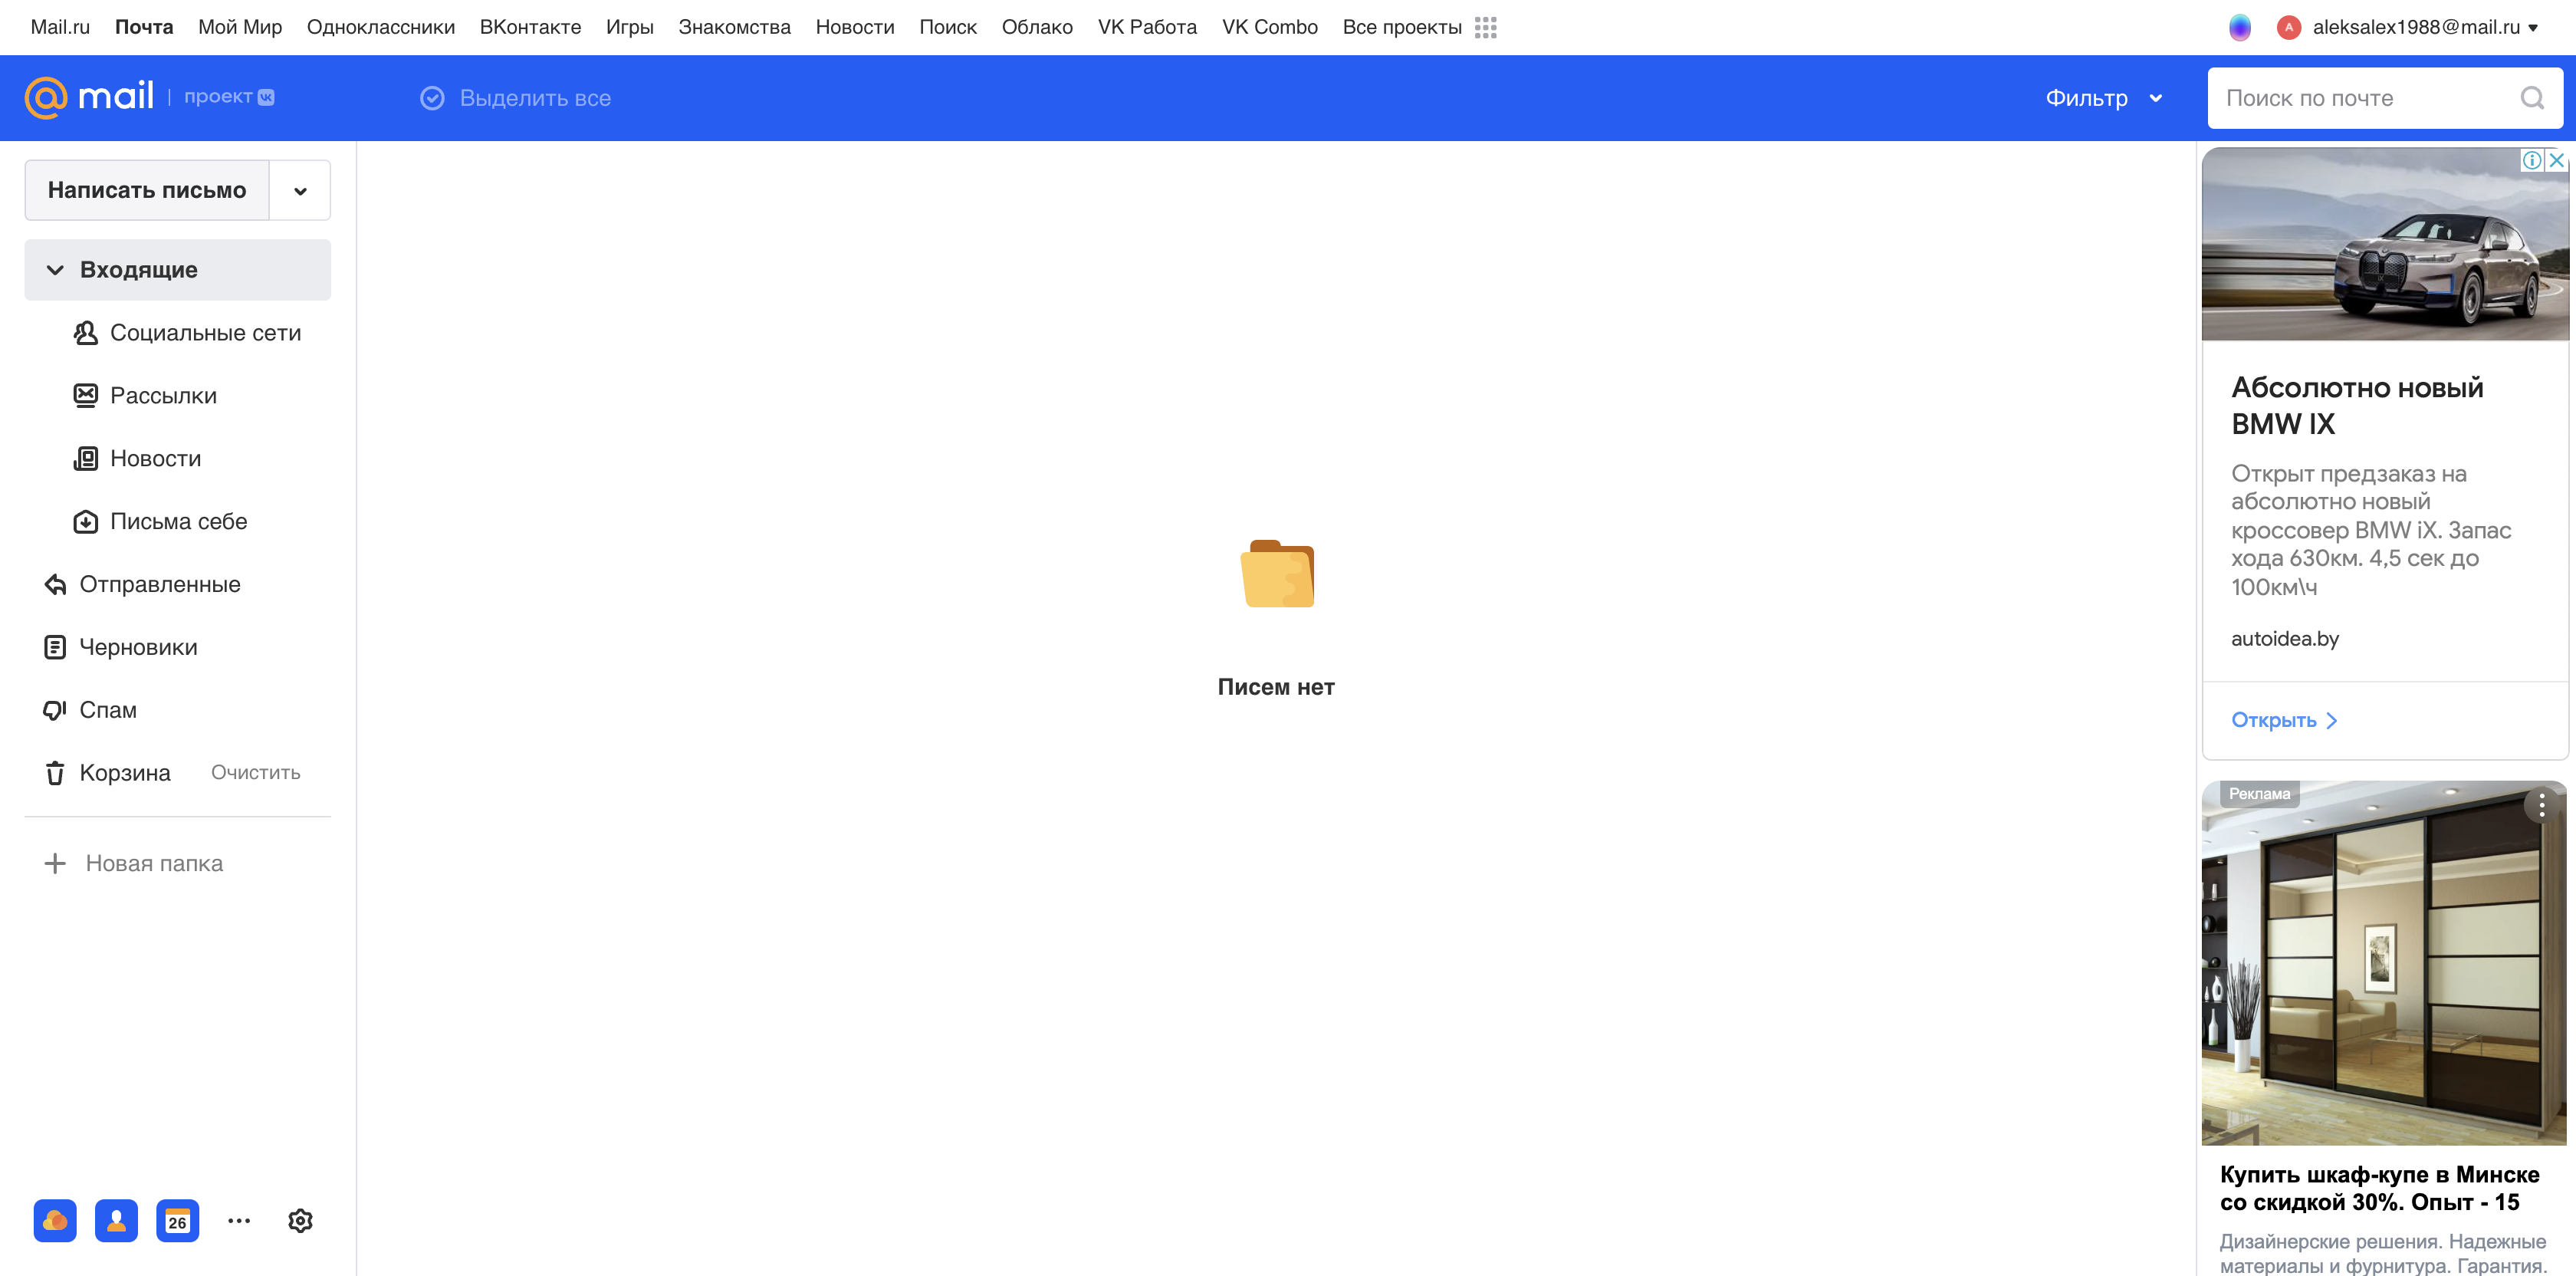 Mail.ru Почта Мой Мир Одноклассники ВКонтакте Игры Знакомства Новости Поиск Облако VK Работа VK Combo Все проекты
A aleksalex1988@mail.ru
@mail | проект
Выделить все
Фильтр
Поиск по почте
Написать письмо
Входящие
Социальные сети
Рассылки
Новости
Письма себе
Отправленные
Черновики
Спам
Корзина Очистить
Новая папка
26
Писем нет
Абсолютно новый
BMW IX
Открыт предзаказ на
абсолютно новый
кроссовер BMW iX. Запас
хода 630км. 4,5 сек до
100км\ч
autoidea.by
Открыть
Реклама
Купить шкаф-купе в Минске
со скидкой 30%. Опыт - 15
Дизайнерские решения. Надежные
материалы и фурнитура. Гарантия.